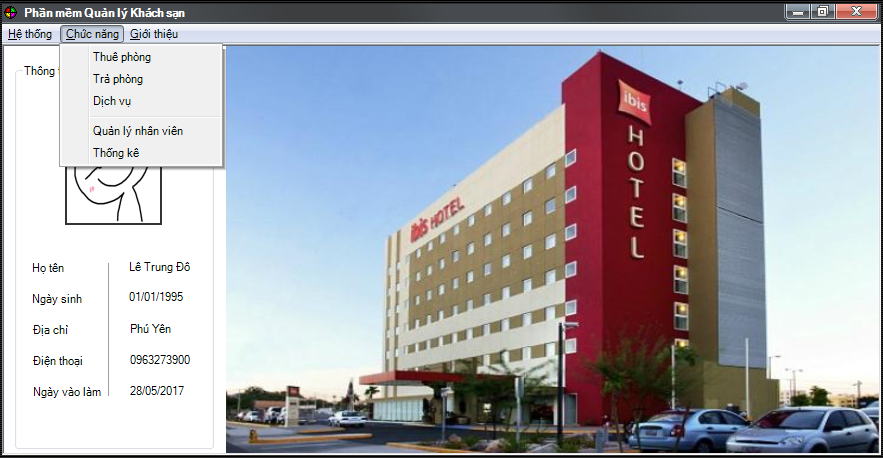 Phần mềm Quản lý Khách sạn
Hệ thống Chức năng Giới thiệu
Thuê phòng
Trả phòng
Dịch vụ
Quản lý nhân viên
Thống kê
Thông
Họ tên Lê Trung Đô
Ngày sinh 01/01/1995
Địa chỉ Phú Yên
Điện thoại 0963273900
Ngày vào làm 28/05/2017
ibis
HOTEL
ibis HOTEL